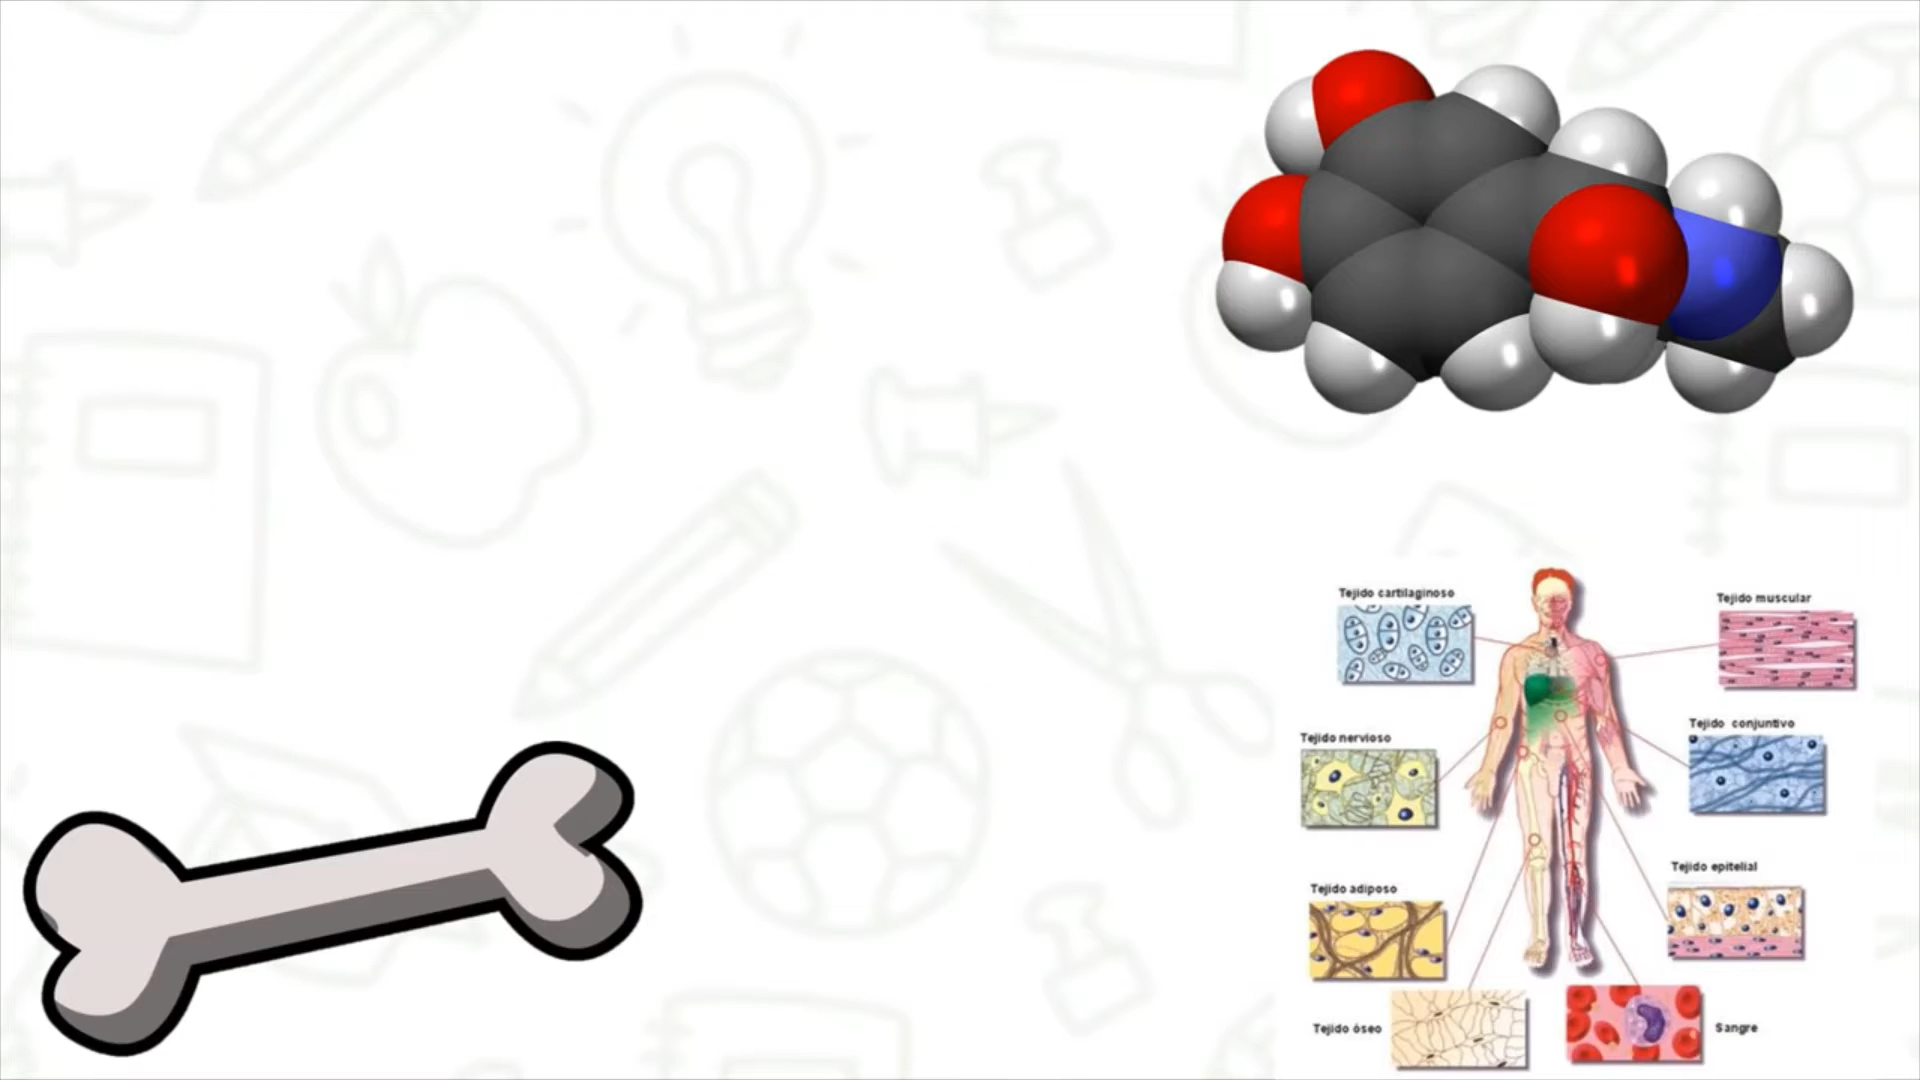 Tejido cartilaginoso
Tejido muscular
Tejido nervioso
Tejido conjuntivo
Tejido adiposo
Tejido epitelial
Tejido óseo
Sangre